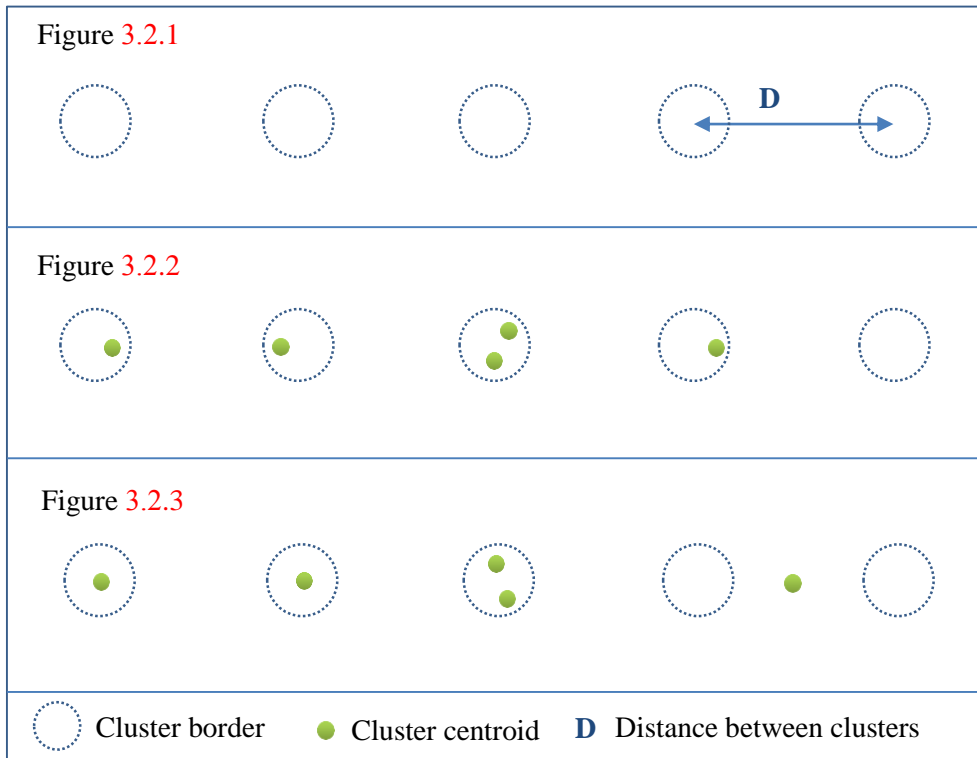 Figure 3.2.1
D
Figure 3.2.2
Figure 3.2.3
Cluster border Cluster centroid D Distance between clusters